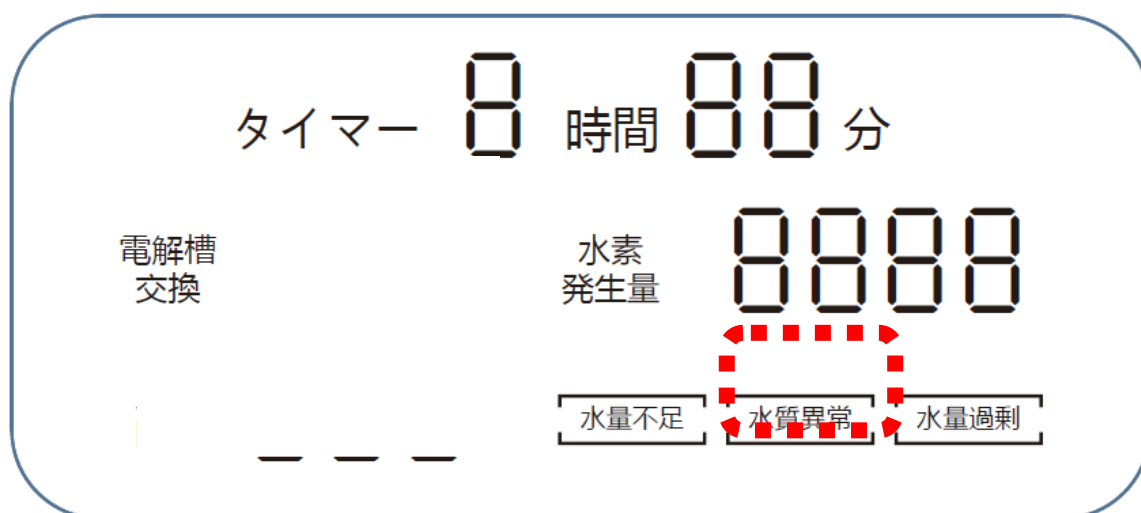 タイマー 8 時間 88 分
電解槽
交換
水素
発生量 8888
水量不足 水質異常 水量過剰